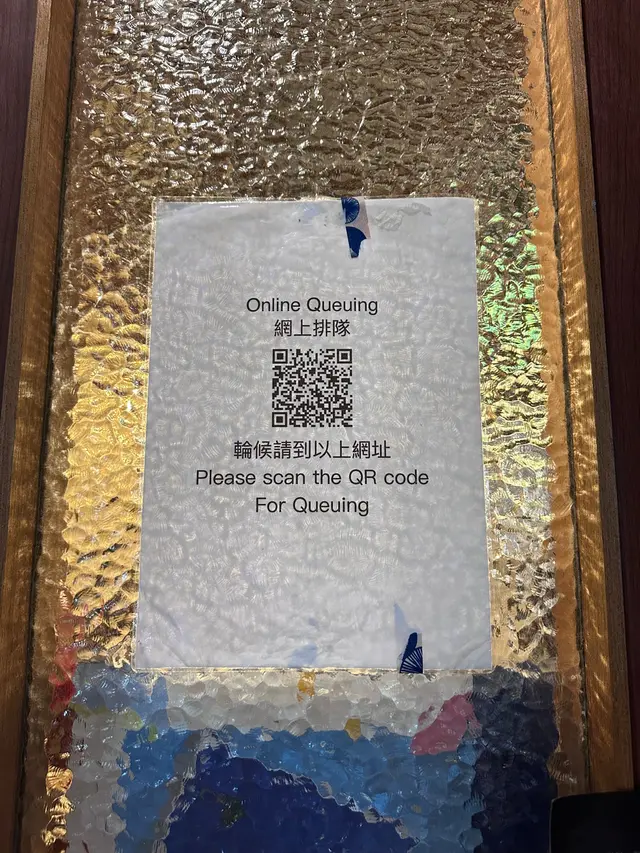 Online Queuing
網上排隊
輪候請到以上網址
Please scan the QR code
For Queuing